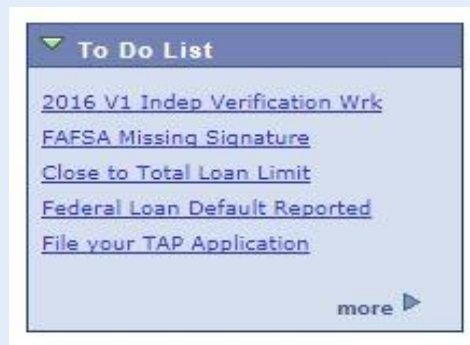 To Do List
2016 V1 Indep Verification Wrk
FAFSA Missing Signature
Close to Total Loan Limit
Federal Loan Default Reported
File your TAP Application
more